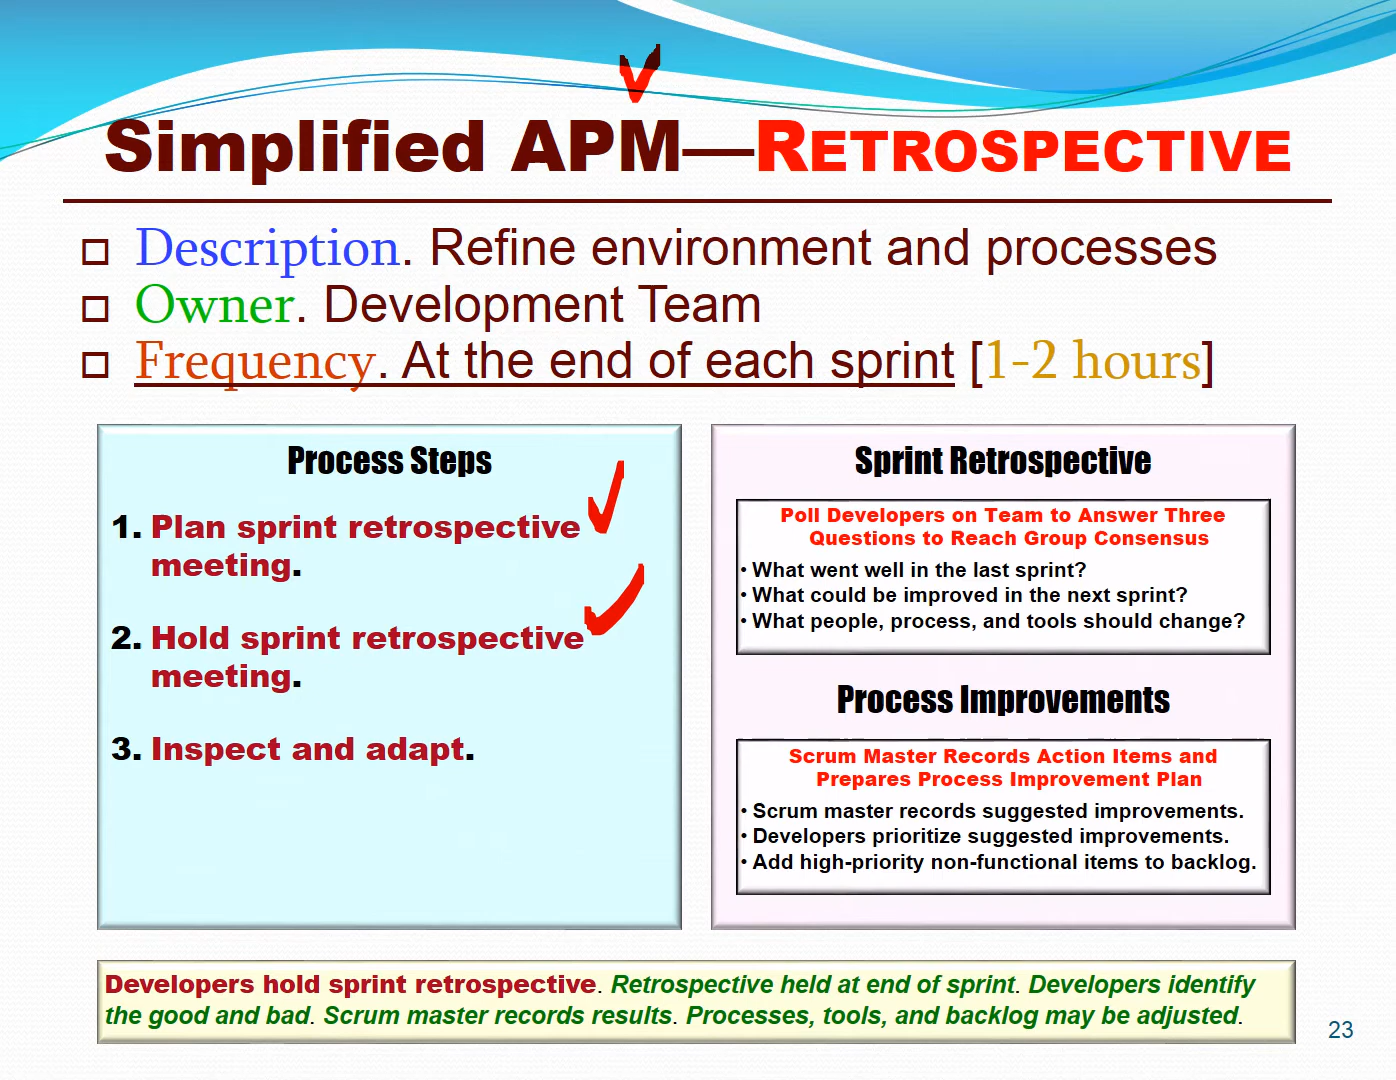 Simplified APM—RETROSPECTIVE
Description. Refine environment and processes
Owner. Development Team
Frequency. At the end of each sprint [1-2 hours]
Process Steps
1. Plan sprint retrospective
meeting.
2. Hold sprint retrospective
meeting.
3. Inspect and adapt.
Sprint Retrospective
Poll Developers on Team to Answer Three
Questions to Reach Group Consensus
• What went well in the last sprint?
• What could be improved in the next sprint?
• What people, process, and tools should change?
Process Improvements
Scrum Master Records Action Items and
Prepares Process Improvement Plan
• Scrum master records suggested improvements.
• Developers prioritize suggested improvements.
• Add high-priority non-functional items to backlog.
Developers hold sprint retrospective. Retrospective held at end of sprint. Developers identify
the good and bad. Scrum master records results. Processes, tools, and backlog may be adjusted.
23